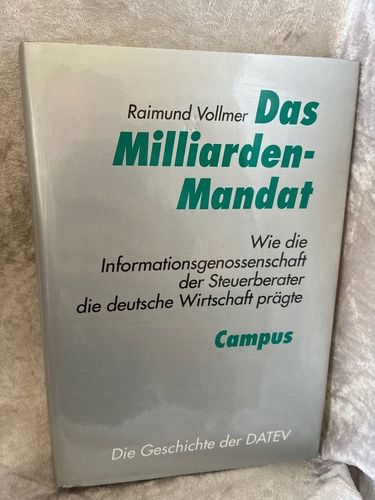 Raimund Vollmer Das
Milliarden-
Mandat
Wie die
Informationsgenossenschaft
der Steuerberater
die deutsche Wirtschaft prägte
Campus
Die Geschichte der DATEV